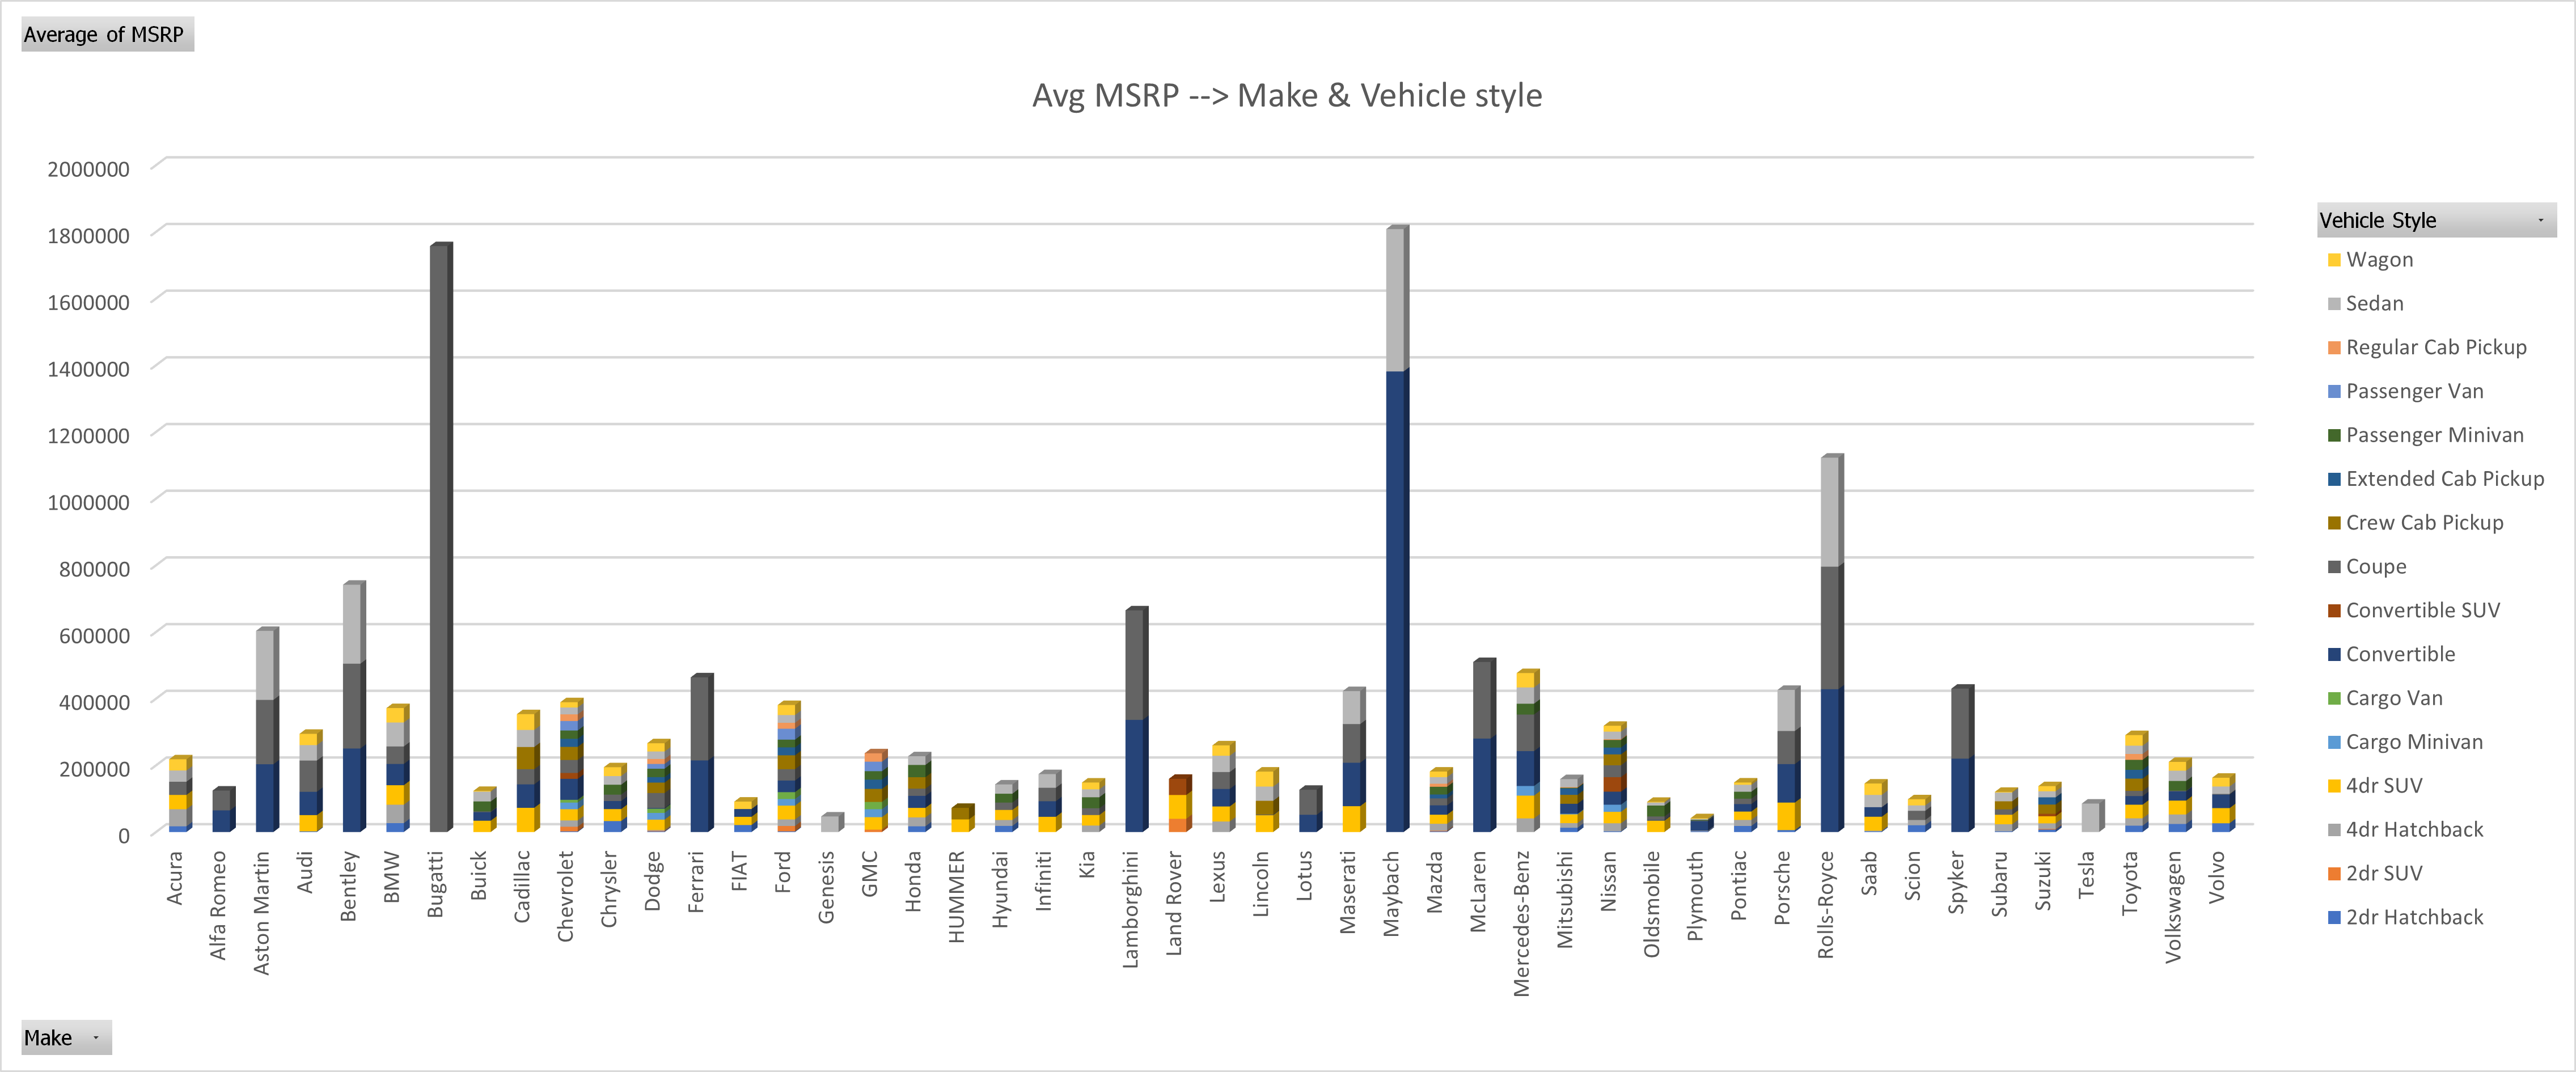 Average of MSRP
Avg MSRP --> Make & Vehicle style
2000000
1800000
1600000
1400000
1200000
1000000
800000
600000
400000
200000
0
Acura
Alfa Romeo
Aston Martin
Audi
Bentley
BMW
Bugatti
Buick
Cadillac
Chevrolet
Chrysler
Dodge
Ferrari
FIAT
Ford
Genesis
GMC
Honda
HUMMER
Hyundai
Infiniti
Kia
Lamborghini
Land Rover
Lexus
Lincoln
Lotus
Maserati
Maybach
Mazda
McLaren
Mercedes-Benz
Mitsubishi
Nissan
Oldsmobile
Plymouth
Pontiac
Porsche
Rolls-Royce
Saab
Scion
Spyker
Subaru
Suzuki
Tesla
Toyota
Volkswagen
Volvo
Vehicle Style
Wagon
Sedan
Regular Cab Pickup
Passenger Van
Passenger Minivan
Extended Cab Pickup
Crew Cab Pickup
Coupe
Convertible SUV
Convertible
Cargo Van
Cargo Minivan
4dr SUV
4dr Hatchback
2dr SUV
2dr Hatchback
Make